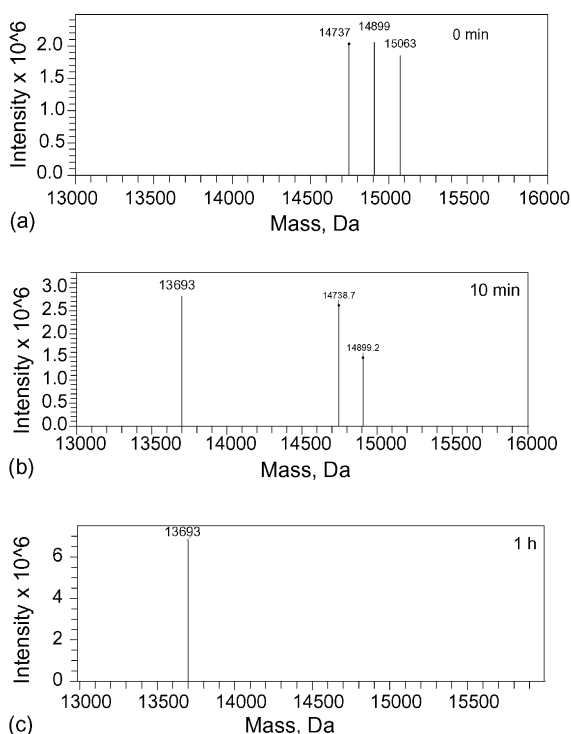 Intensity x 10^6
2.0
1.5
1.0
0.5
0.0
14737
14899
15063
0 min
13000 13500 14000 14500 15000 15500 16000
(a)
Mass, Da
Intensity x 10^6
3.0
2.5
2.0
1.5
1.0
0.5
0.0
13693
14738.7
14899.2
10 min
13000 13500 14000 14500 15000 15500 16000
(b)
Mass, Da
Intensity x 10^6
6
4
2
0
13693
1 h
13000 13500 14000 14500 15000 15500
(c)
Mass, Da